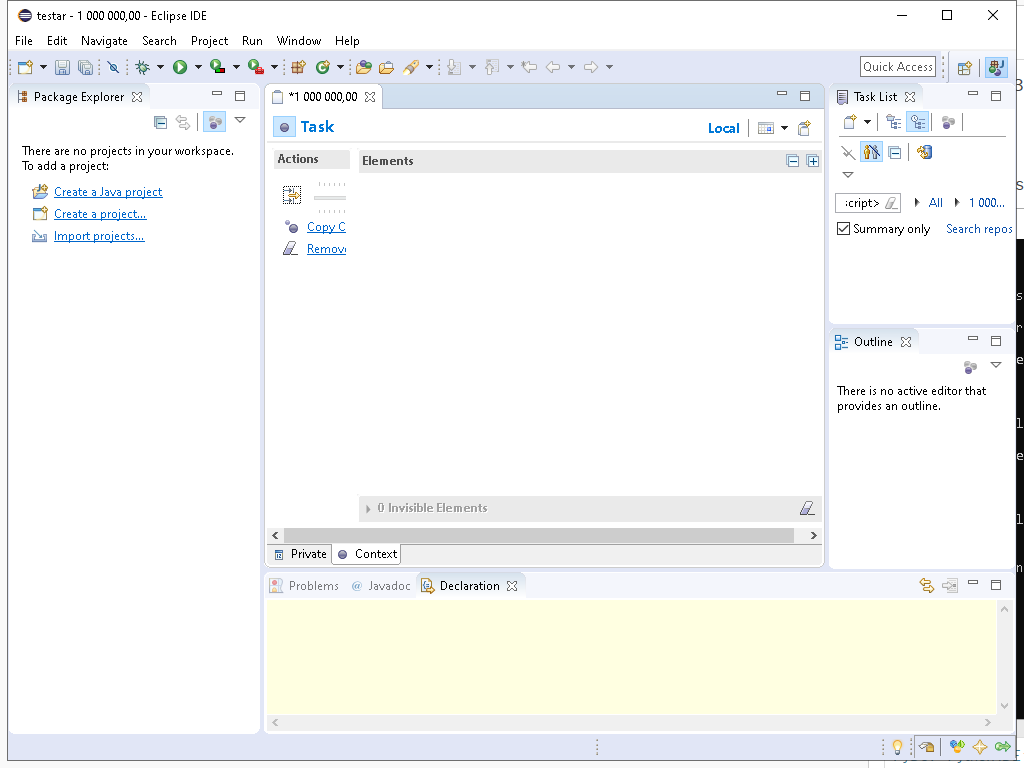 testar - 1 000 000,00 - Eclipse IDE
File Edit Navigate Search Project Run Window Help
Quick Access
Package Explorer
There are no projects in your workspace.
To add a project:
Create a Java project
Create a project...
Import projects...
*1 000 000,00
Task
Local
Actions
Elements
Copy C
Remov
0 Invisible Elements
Private Context
Task List
:cript> All 1 000...
Summary only Search repos
Outline
There is no active editor that
provides an outline.
Problems Javadoc Declaration